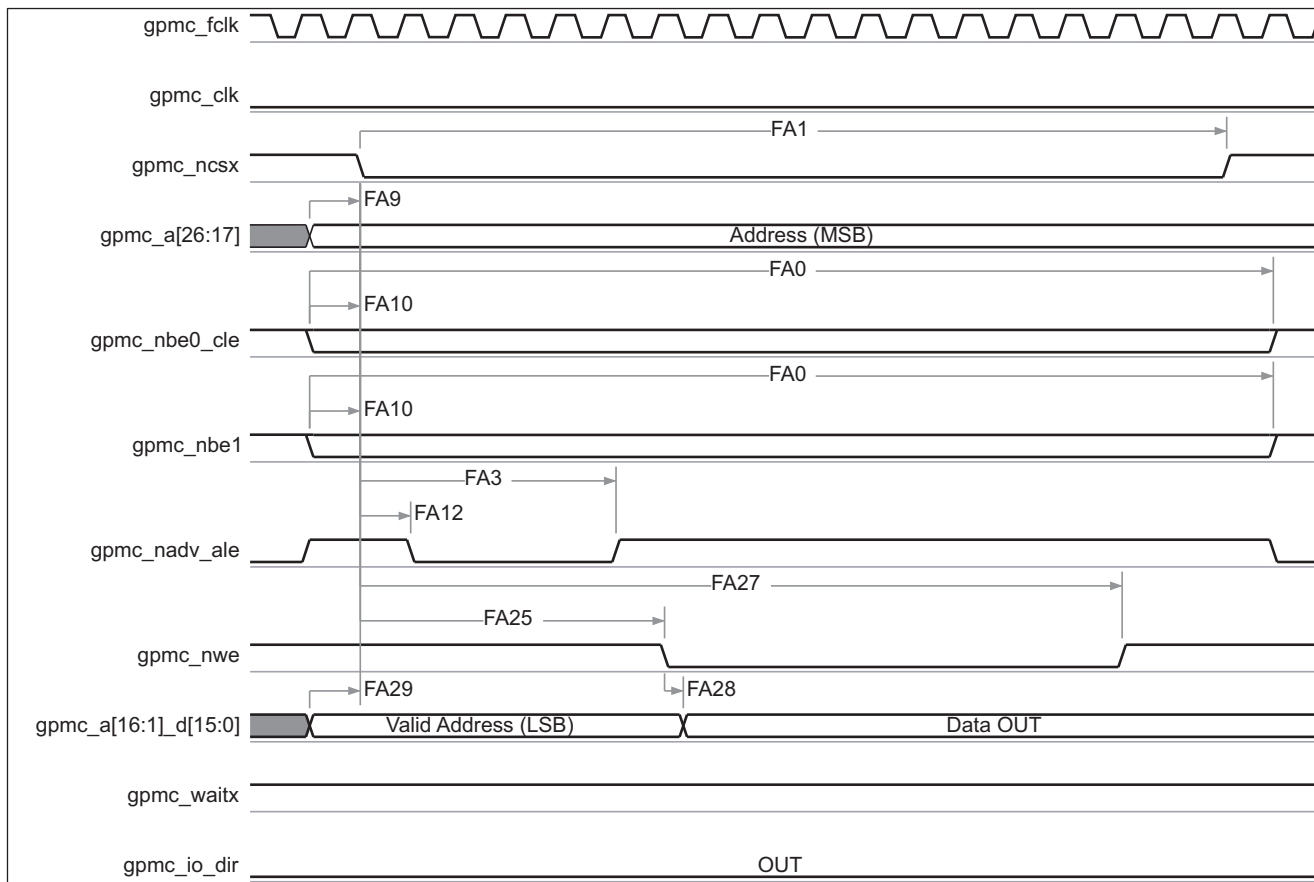 gpmc_fclk
gpmc_clk
FA1
gpmc_ncsx
FA9
gpmc_a[26:17] Address (MSB)
FA0
FA10
gpmc_nbe0_cle
FA0
FA10
gpmc_nbe1
FA3
FA12
gpmc_nadv_ale
FA27
FA25
gpmc_nwe
FA29 FA28
gpmc_a[16:1]_d[15:0] Valid Address (LSB) Data OUT
gpmc_waitx
gpmc_io_dir OUT